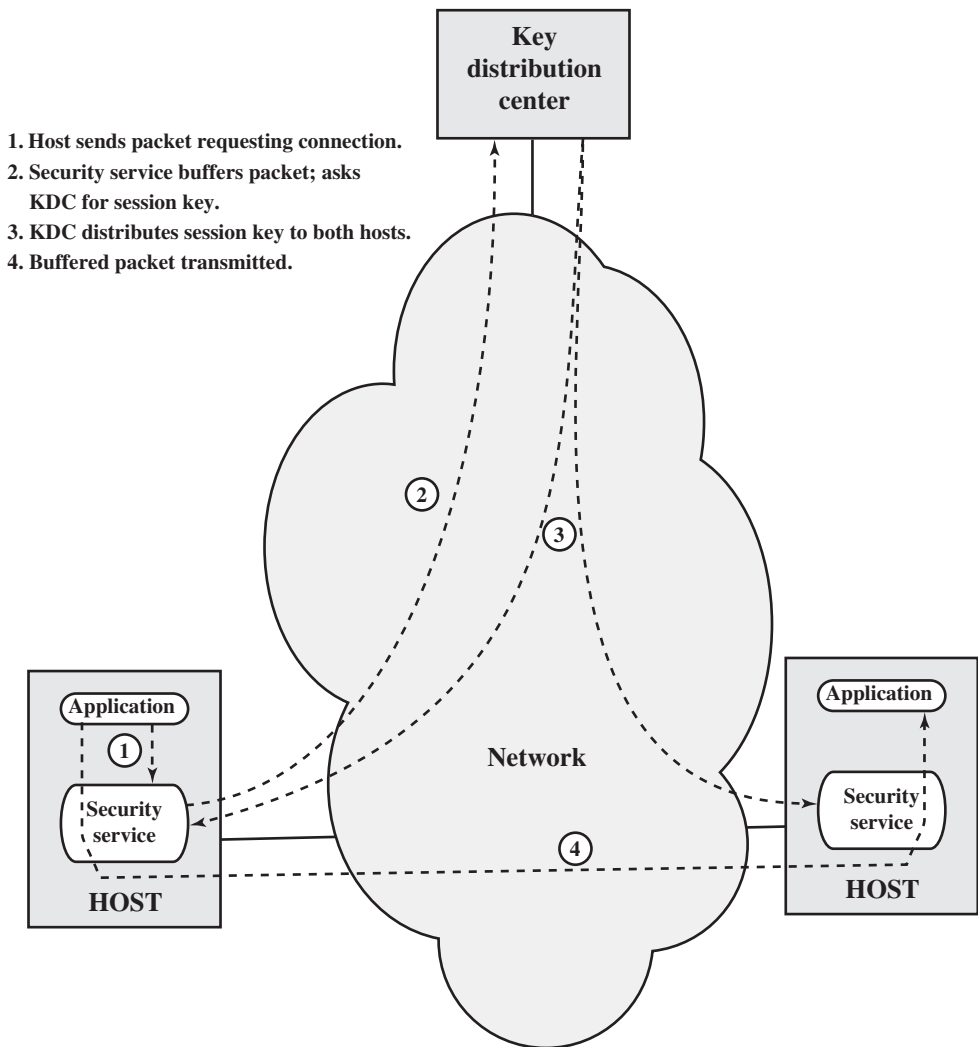 Key
distribution
center
1. Host sends packet requesting connection.
2. Security service buffers packet; asks
KDC for session key.
3. KDC distributes session key to both hosts.
4. Buffered packet transmitted.
2
3
Application
1
Security
service
HOST
Network
4
Application
Security
service
HOST